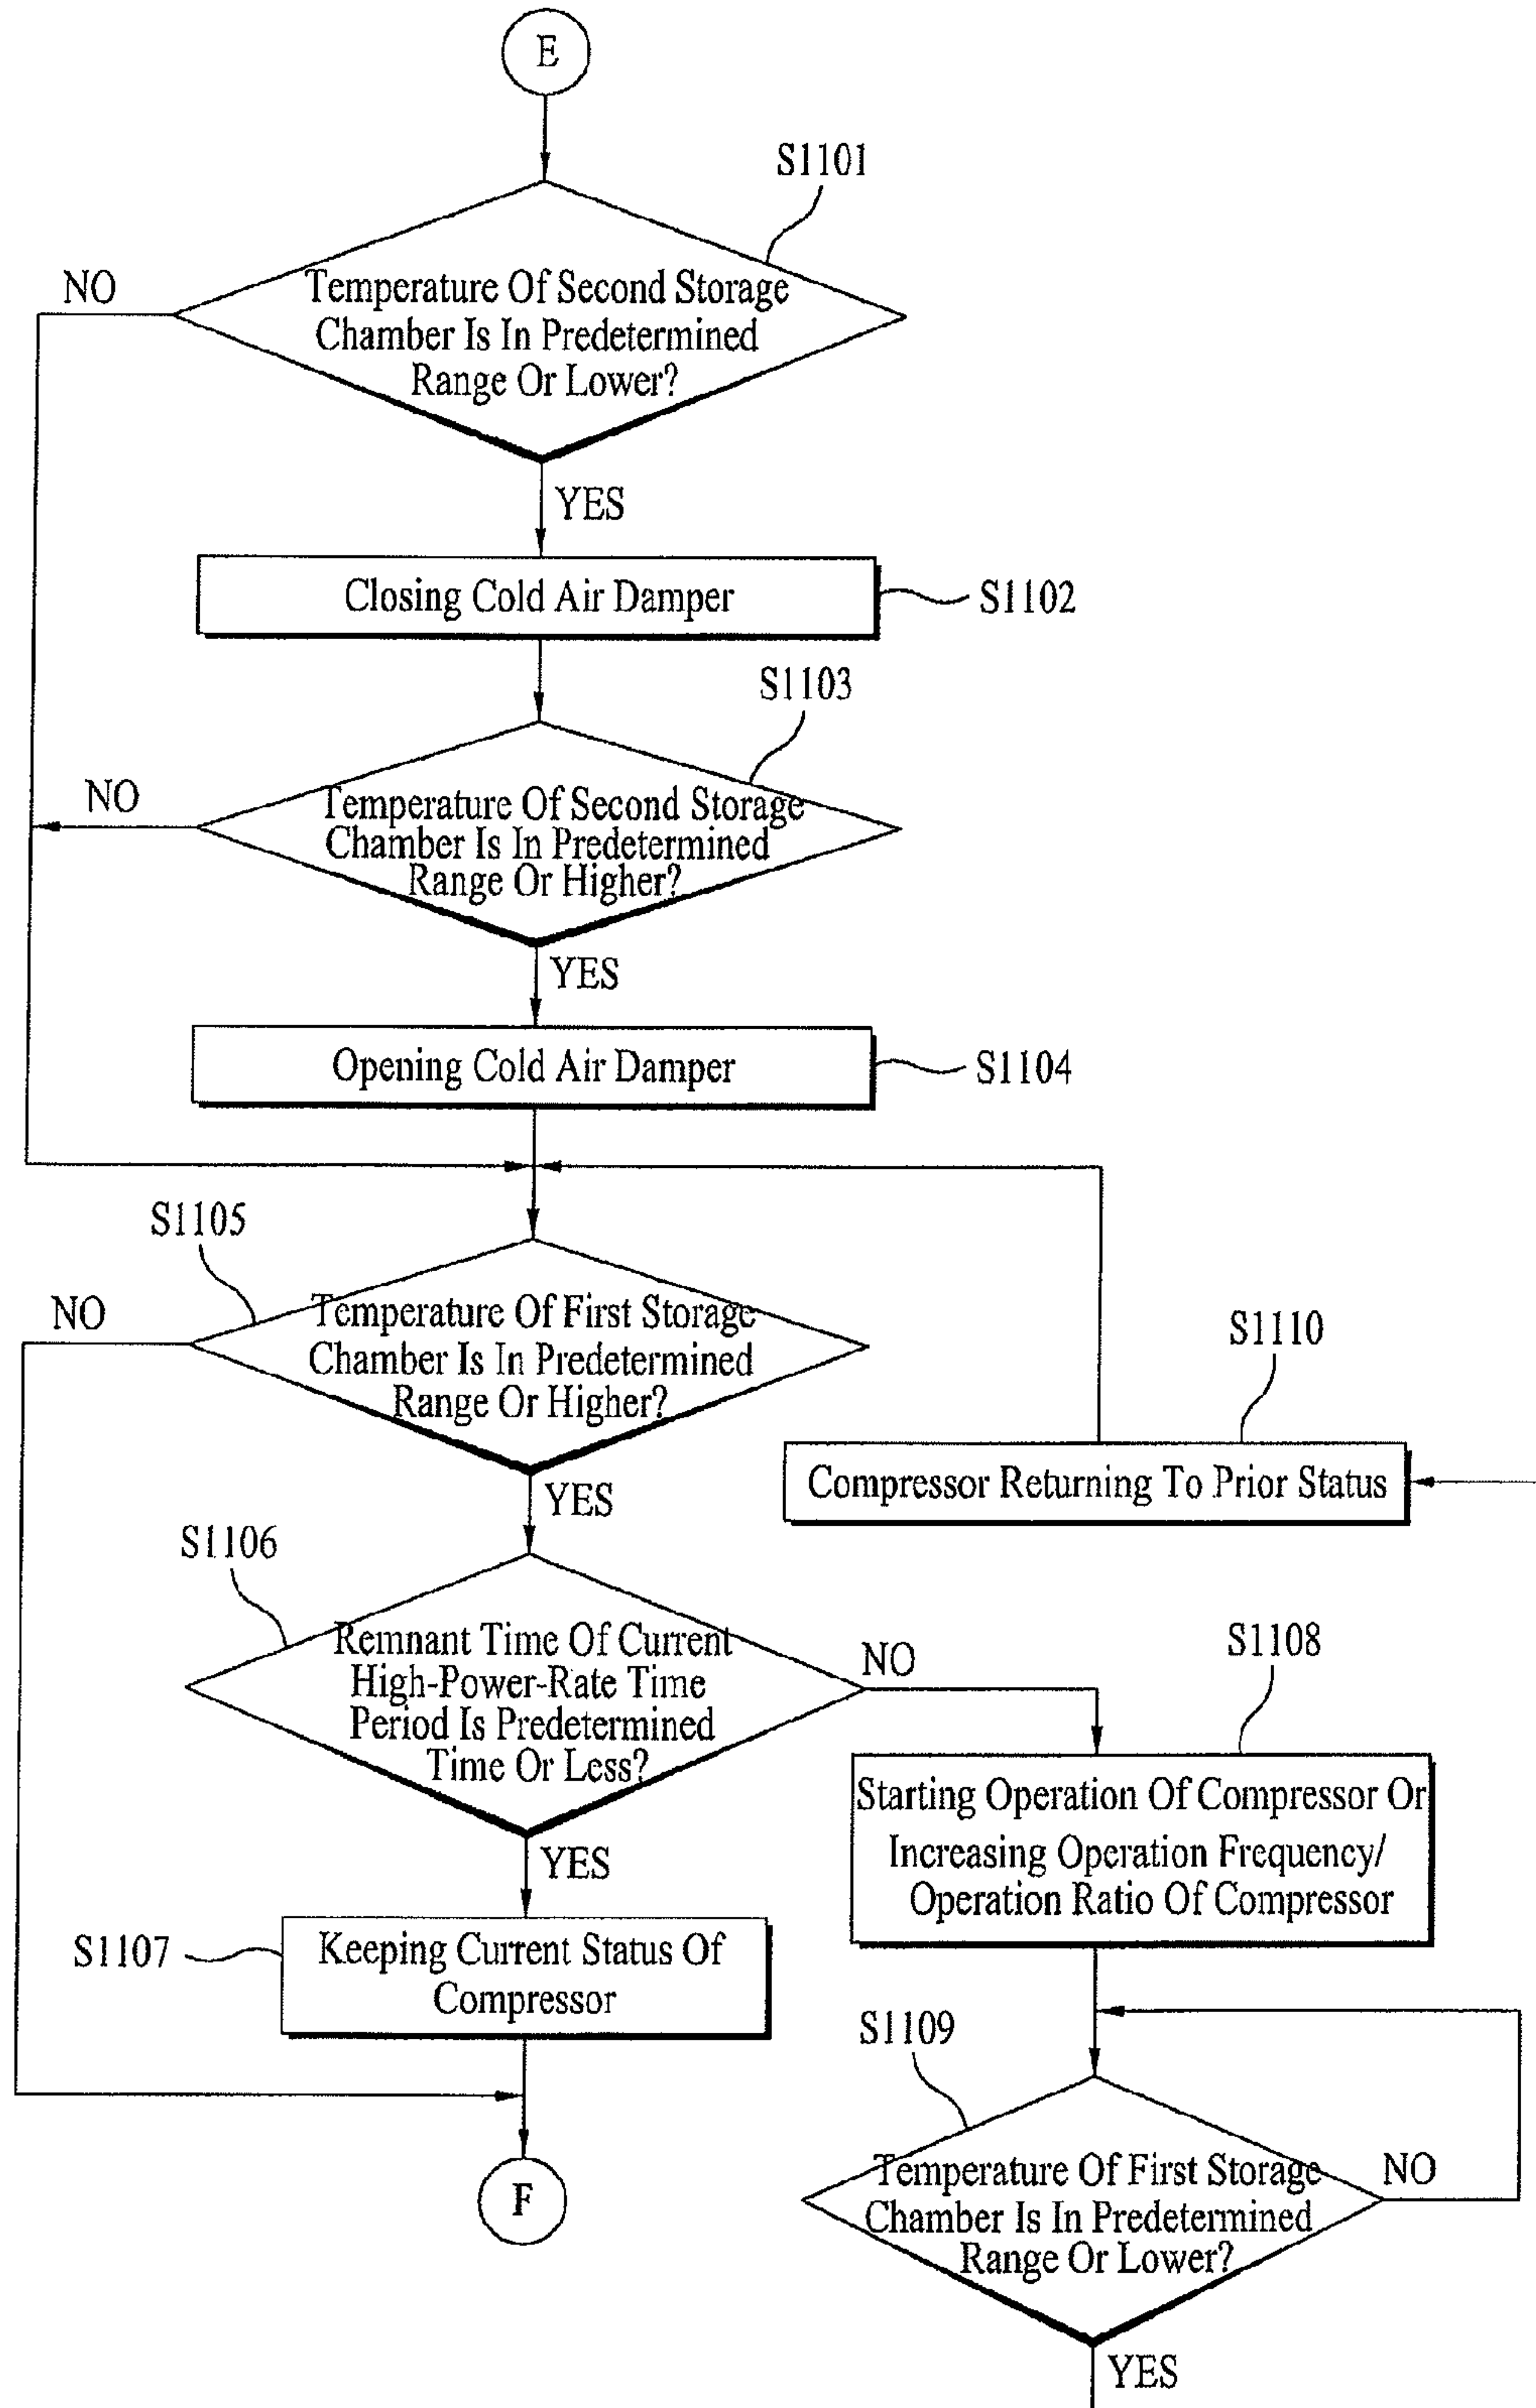 E
S1101
NO
Temperature Of Second Storage
Chamber Is In Predetermined
Range Or Lower?
YES
Closing Cold Air Damper
S1102
S1103
NO
Temperature Of Second Storage
Chamber Is In Predetermined
Range Or Higher?
YES
Opening Cold Air Damper
S1104
S1105
NO
Temperature Of First Storage
Chamber Is In Predetermined
Range Or Higher?
S1110
Compressor Returning To Prior Status
YES
S1106
Remnant Time Of Current
High-Power-Rate Time
Period Is Predetermined
Time Or Less?
NO
S1108
Starting Operation Of Compressor Or
Increasing Operation Frequency/
Operation Ratio Of Compressor
YES
S1107
Keeping Current Status Of
Compressor
S1109
F
Temperature Of First Storage
Chamber Is In Predetermined
Range Or Lower?
NO
YES